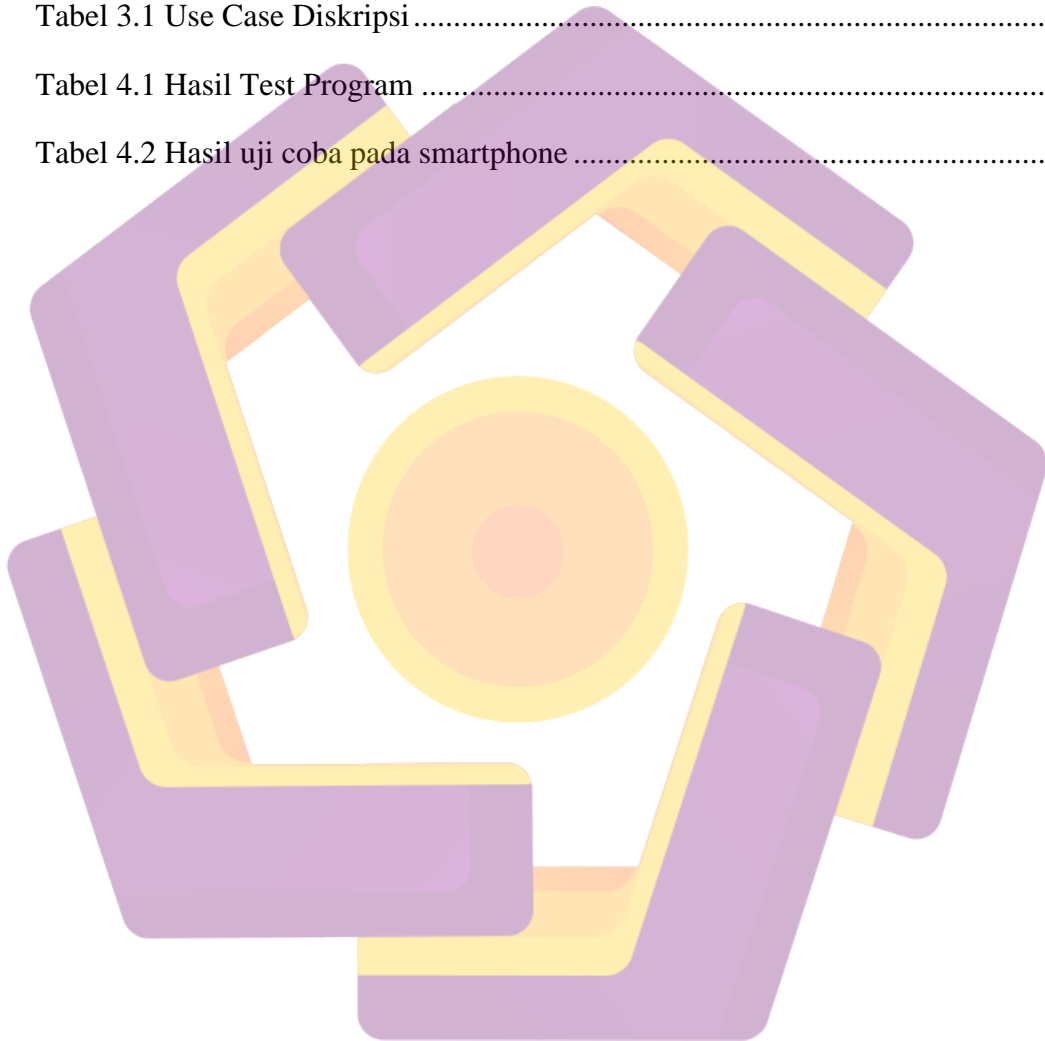 Tabel 3.1 Use Case Diskripsi ........................................................................
Tabel 4.1 Hasil Test Program .......................................................................
Tabel 4.2 Hasil uji coba pada smartphone ......................................................